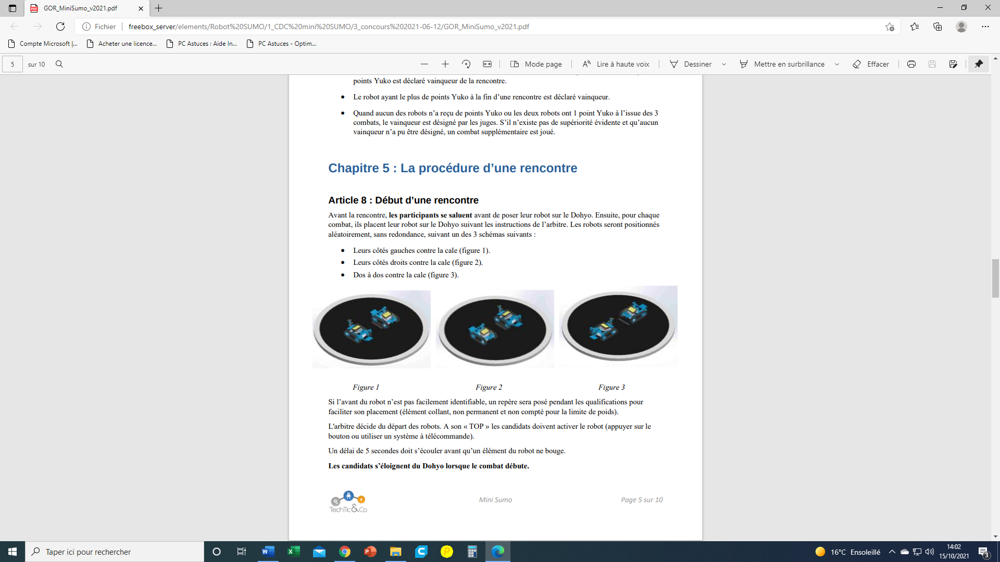 GOR_MiniSumo_v2021.pdf
Fichier
freebox_server/elements/Robot%20SUMO/1_CDC%20mini%20SUMO/3_concours%202021-06-12/GOR_MiniSumo_v2021.pdf
Compte Microsoft |... Acheter une licence... PC Astuces : Aide In... PC Astuces - Optim...
5 sur 10 Mode page Lire à haute voix Dessiner Mettre en surbrillance Effacer
points Yuko est déclaré vainqueur de la rencontre.
• Le robot ayant le plus de points Yuko à la fin d’une rencontre est déclaré vainqueur.
• Quand aucun des robots n’a reçu de points Yuko ou les deux robots ont 1 point Yuko à l’issue des 3
combats, le vainqueur est désigné par les juges. S’il n’existe pas de supériorité évidente et qu’aucun
vainqueur n’a pu être désigné, un combat supplémentaire est joué.
Chapitre 5 : La procédure d’une rencontre
Article 8 : Début d’une rencontre
Avant la rencontre, les participants se saluent avant de poser leur robot sur le Dohyo. Ensuite, pour chaque
combat, ils placent leur robot sur le Dohyo suivant les instructions de l’arbitre. Les robots seront positionnés
aléatoirement, sans redondance, suivant un des 3 schémas suivants :
• Leurs côtés gauches contre la cale (figure 1).
• Leurs côtés droits contre la cale (figure 2).
• Dos à dos contre la cale (figure 3).
Figure 1 Figure 2 Figure 3
Si l’avant du robot n’est pas facilement identifiable, un repère sera posé pendant les qualifications pour
faciliter son placement (élément collant, non permanent et non compté pour la limite de poids).
L'arbitre décide du départ des robots. A son « TOP » les candidats doivent activer le robot (appuyer sur le
bouton ou utiliser un système à télécommande).
Un délai de 5 secondes doit s’écouler avant qu’un élément du robot ne bouge.
Les candidats s’éloignent du Dohyo lorsque le combat débute.
TechTic&Co
Mini Sumo
Page 5 sur 10
Taper ici pour rechercher
16°C Ensoleillé
14:02
15/10/2021
3